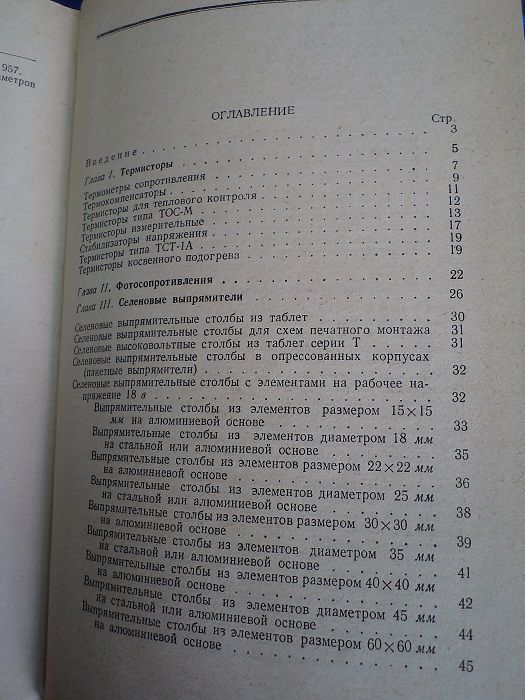 957.
метров
ОГЛАВЛЕНИЕ
Стр.
Введение . . . 3
Глава I. Термисторы . . . 5
Термометры сопротивления . . . 7
Термокомпенсаторы . . . 9
Термисторы для теплового контроля . . . 11
Термисторы типа ТОС-М . . . 12
Термисторы измерительные . . . 13
Стабилизаторы напряжения . . . 17
Термисторы типа ТСТ-1А . . . 19
Термисторы косвенного подогрева . . . 19
Глава II. Фотосопротивления . . . 22
Глава III. Селеновые выпрямители . . . 26
Селеновые выпрямительные столбы из таблет . . . 30
Селеновые выпрямительные столбы для схем печатного монтажа 31
Селеновые высоковольтные столбы из таблет серии Т . . . 31
Селеновые выпрямительные столбы в опрессованных корпусах
(пакетные выпрямители) . . . 32
Селеновые выпрямительные столбы с элементами на рабочее на-
пряжение 18 в . . . 32
Выпрямительные столбы из элементов размером 15×15
мм на алюминиевой основе . . . 33
Выпрямительные столбы из элементов диаметром 18 мм
на стальной или алюминиевой основе . . . 35
Выпрямительные столбы из элементов размером 22×22 мм
на алюминиевой основе . . . 36
Выпрямительные столбы из элементов диаметром 25 мм
на стальной или алюминиевой основе . . . 38
Выпрямительные столбы из элементов размером 30×30 мм
на алюминиевой основе . . . 39
Выпрямительные столбы из элементов диаметром 35 мм
на стальной или алюминиевой основе . . . 41
Выпрямительные столбы из элементов размером 40×40 мм
на алюминиевой основе . . . 42
Выпрямительные столбы из элементов диаметром 45 мм
на стальной или алюминиевой основе . . . 44
Выпрямительные столбы из элементов размером 60×60 мм
на алюминиевой основе . . . 45